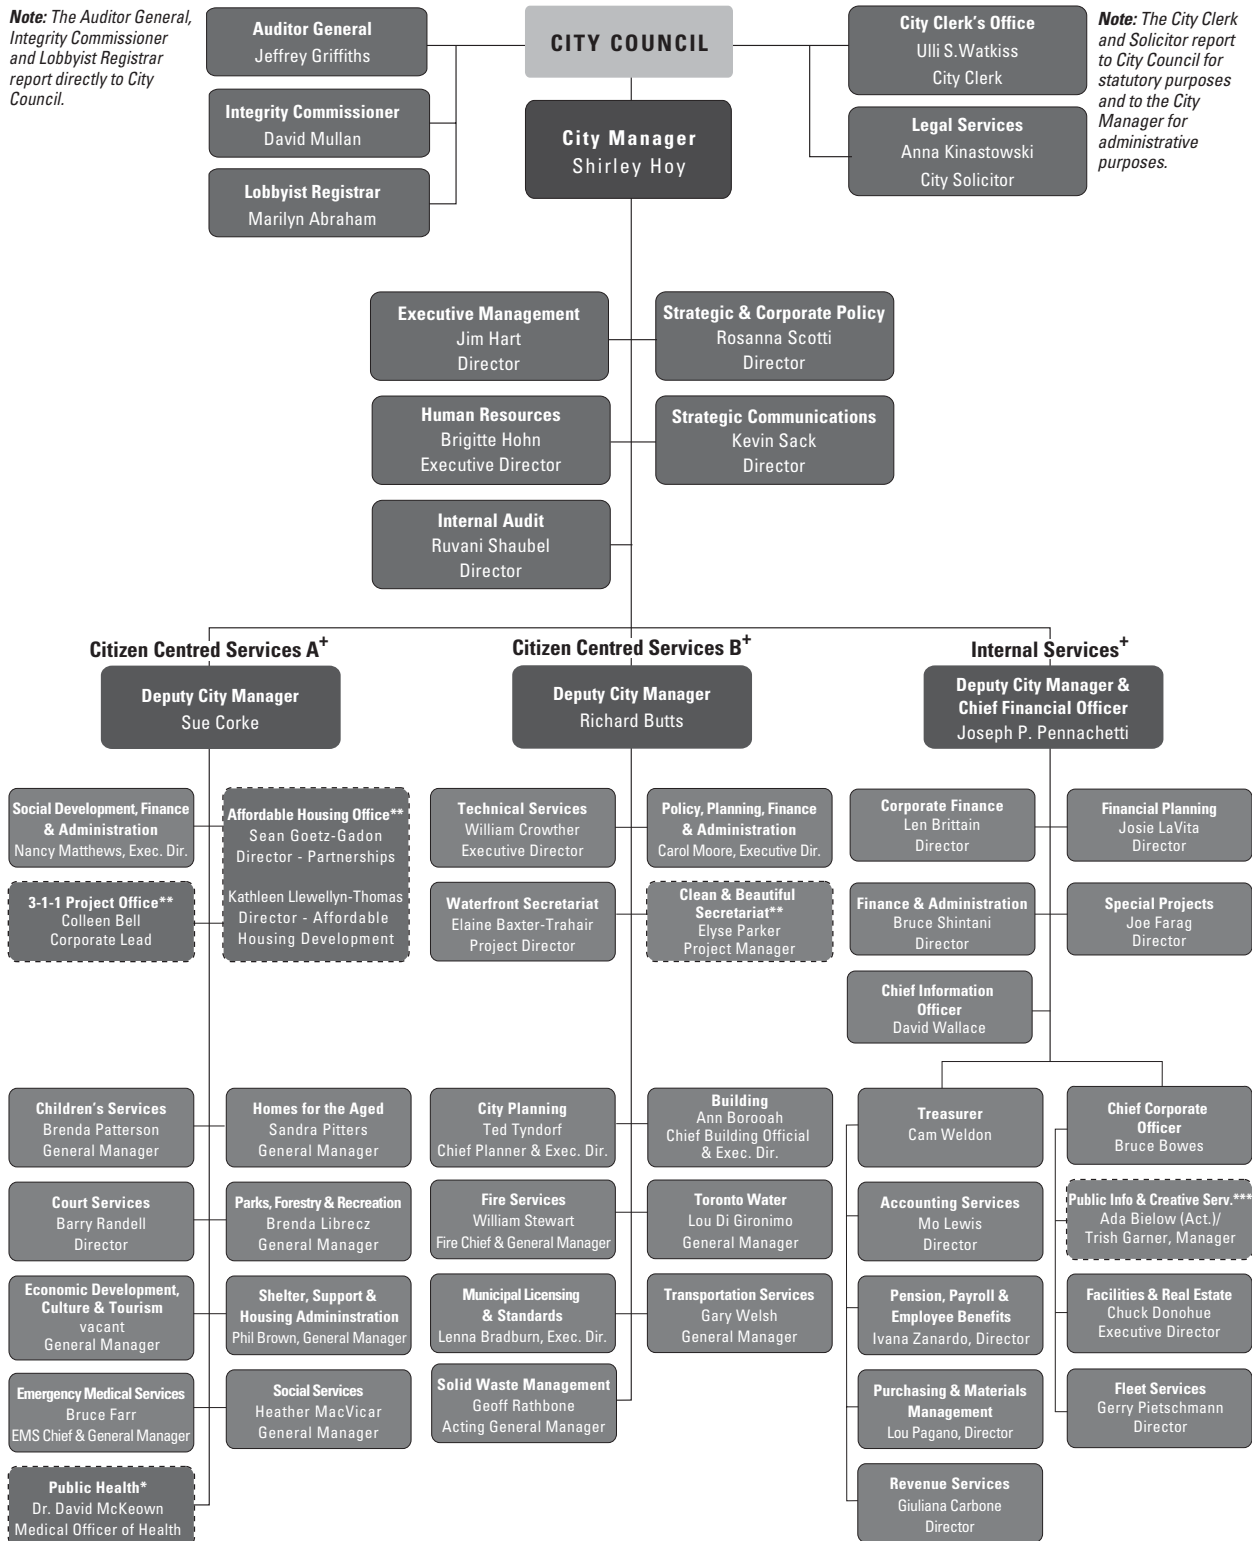 Note: The Auditor General,
Integrity Commissioner
and Lobbyist Registrar
report directly to City
Council.
Auditor General
Jeffrey Griffiths
Integrity Commissioner
David Mullan
Lobbyist Registrar
Marilyn Abraham
CITY COUNCIL
City Manager
Shirley Hoy
City Clerk's Office
Ulli S.Watkiss
City Clerk
Legal Services
Anna Kinastowski
City Solicitor
Note: The City Clerk
and Solicitor report
to City Council for
statutory purposes
and to the City
Manager for
administrative
purposes.
Executive Management
Jim Hart
Director
Strategic & Corporate Policy
Rosanna Scotti
Director
Human Resources
Brigitte Hohn
Executive Director
Strategic Communications
Kevin Sack
Director
Internal Audit
Ruvani Shaubel
Director
Citizen Centred Services A+
Deputy City Manager
Sue Corke
Social Development, Finance
& Administration
Nancy Matthews, Exec. Dir.
Affordable Housing Office**
Sean Goetz-Gadon
Director - Partnerships
Kathleen Llewellyn-Thomas
Director - Affordable
Housing Development
3-1-1 Project Office**
Colleen Bell
Corporate Lead
Children's Services
Brenda Patterson
General Manager
Homes for the Aged
Sandra Pitters
General Manager
Court Services
Barry Randell
Director
Parks, Forestry & Recreation
Brenda Librecz
General Manager
Economic Development,
Culture & Tourism
vacant
General Manager
Shelter, Support &
Housing Admininstration
Phil Brown, General Manager
Emergency Medical Services
Bruce Farr
EMS Chief & General Manager
Social Services
Heather MacVicar
General Manager
Public Health*
Dr. David McKeown
Medical Officer of Health
Citizen Centred Services B+
Deputy City Manager
Richard Butts
Technical Services
William Crowther
Executive Director
Policy, Planning, Finance
& Administration
Carol Moore, Executive Dir.
Waterfront Secretariat
Elaine Baxter-Trahair
Project Director
Clean & Beautiful
Secretariat**
Elyse Parker
Project Manager
City Planning
Ted Tyndorf
Chief Planner & Exec. Dir.
Building
Ann Borooah
Chief Building Official
& Exec. Dir.
Fire Services
William Stewart
Fire Chief & General Manager
Toronto Water
Lou Di Gironimo
General Manager
Municipal Licensing
& Standards
Lenna Bradburn, Exec. Dir.
Transportation Services
Gary Welsh
General Manager
Solid Waste Management
Geoff Rathbone
Acting General Manager
Internal Services+
Deputy City Manager &
Chief Financial Officer
Joseph P. Pennachetti
Corporate Finance
Len Brittain
Director
Financial Planning
Josie LaVita
Director
Finance & Administration
Bruce Shintani
Director
Special Projects
Joe Farag
Director
Chief Information
Officer
David Wallace
Treasurer
Cam Weldon
Chief Corporate
Officer
Bruce Bowes
Accounting Services
Mo Lewis
Director
Public Info & Creative Serv.***
Ada Bielow (Act.)/
Trish Garner, Manager
Pension, Payroll &
Employee Benefits
Ivana Zanardo, Director
Facilities & Real Estate
Chuck Donohue
Executive Director
Purchasing & Materials
Management
Lou Pagano, Director
Fleet Services
Gerry Pietschmann
Director
Revenue Services
Giuliana Carbone
Director